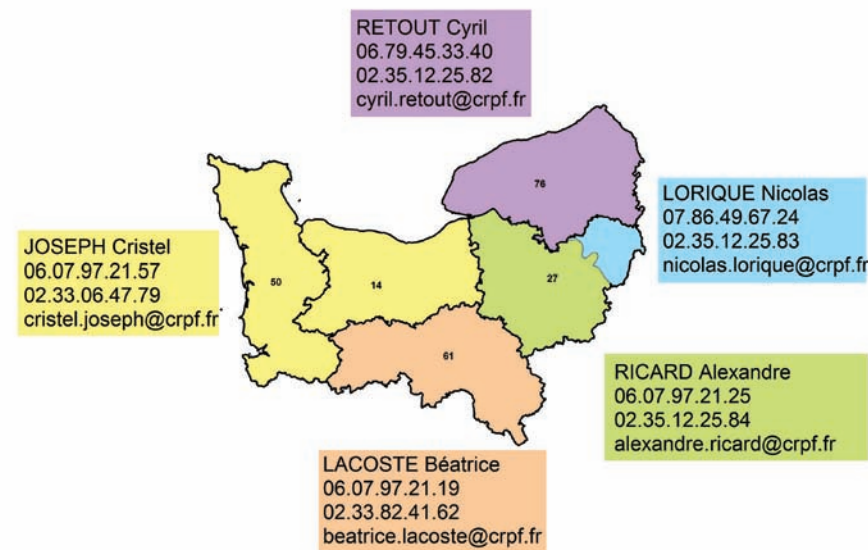 RETOUT Cyril
06.79.45.33.40
02.35.12.25.82
cyril.retout@crpf.fr
76
LORIQUE Nicolas
07.86.49.67.24
02.35.12.25.83
nicolas.lorique@crpf.fr
JOSEPH Cristel
06.07.97.21.57
02.33.06.47.79
cristel.joseph@crpf.fr
50
14
27
61
RICARD Alexandre
06.07.97.21.25
02.35.12.25.84
alexandre.ricard@crpf.fr
LACOSTE Béatrice
06.07.97.21.19
02.33.82.41.62
beatrice.lacoste@crpf.fr